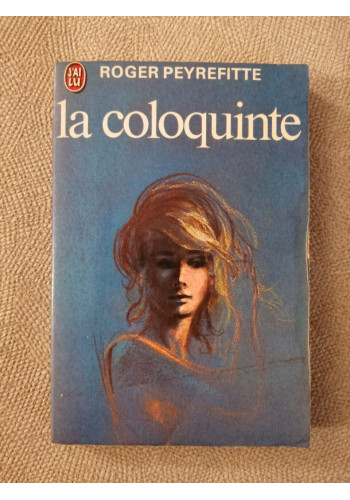 J'AI
LU
ROGER PEYREFITTE
la coloquinte